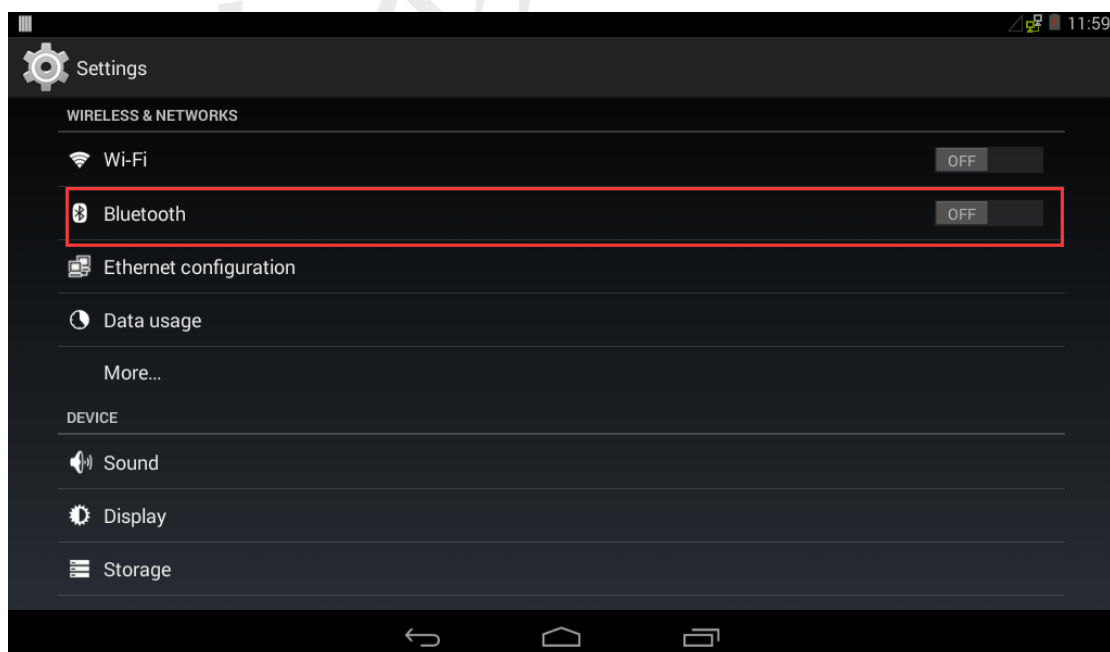 11:59
Settings
WIRELESS & NETWORKS
Wi-Fi OFF
Bluetooth OFF
Ethernet configuration
Data usage
More...
DEVICE
Sound
Display
Storage